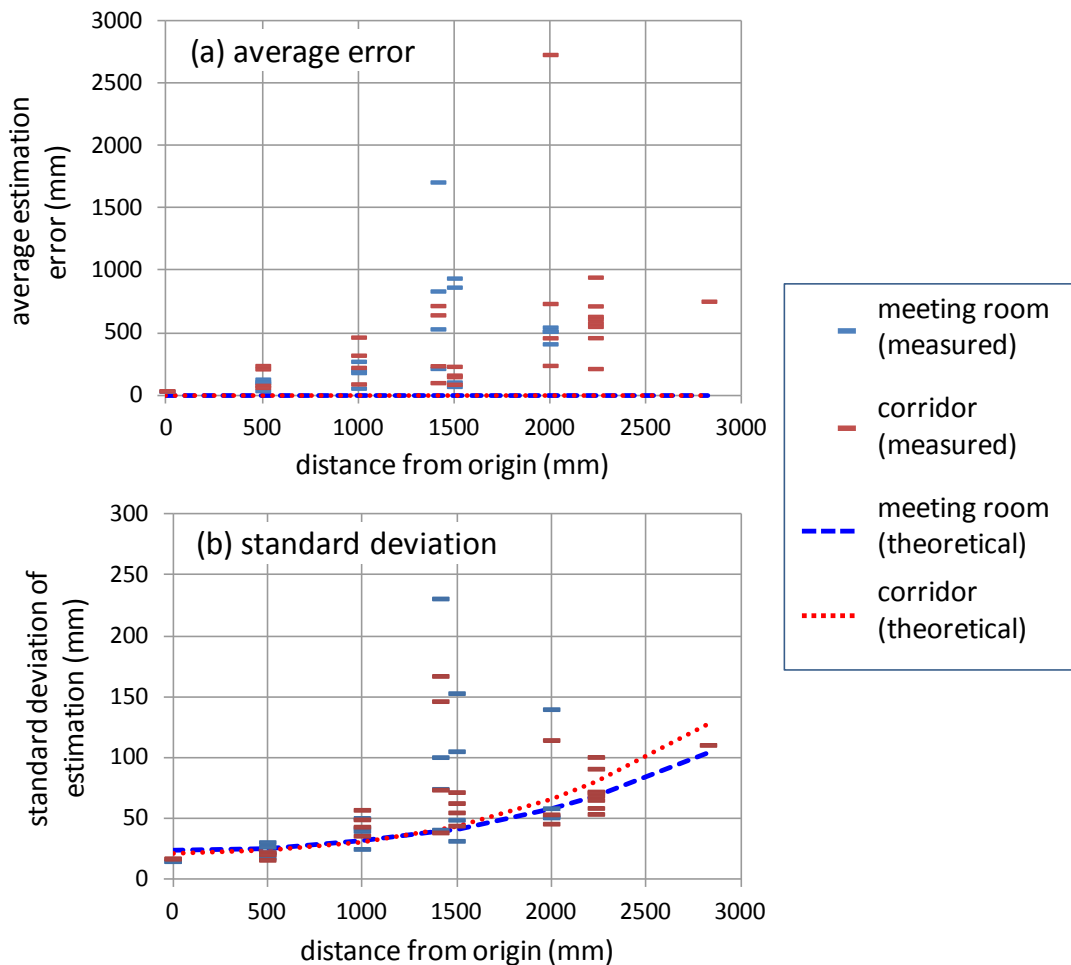 (a) average error
average estimation
error (mm)
3000
2500
2000
1500
1000
500
0
0 500 1000 1500 2000 2500 3000
distance from origin (mm)
(b) standard deviation
standard deviation of
estimation (mm)
300
250
200
150
100
50
0
0 500 1000 1500 2000 2500 3000
distance from origin (mm)
meeting room
(measured)
corridor
(measured)
meeting room
(theoretical)
corridor
(theoretical)